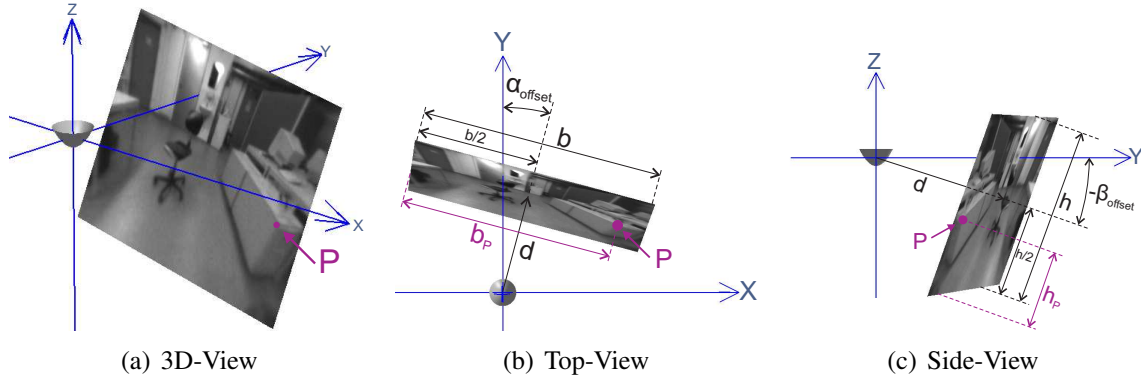 Z
Y
X
P
(a) 3D-View
Y
α_offset
b
b/2
b_P
d
P
X
(b) Top-View
Z
Y
d
h
-β_offset
P
h/2
h_P
(c) Side-View